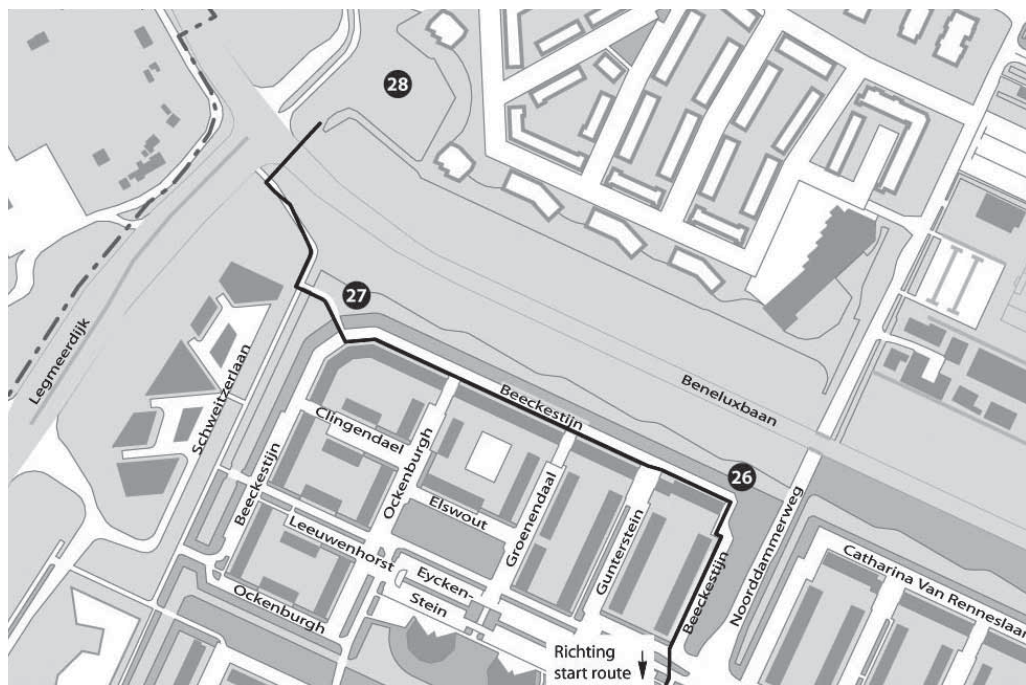 28
27
Legmeerdijk
Schweitzerlaan
Beneluxbaan
Beeckestijn
26
Clingendael
Ockenburgh
Beeckestijn
Elswout
Groenendaal
Gunterstein
Leeuwenhorst
Eycken-
Stein
Ockenburgh
Beeckestijn
Noorddammerweg
Catharina Van Renneslaan
Richting
start route